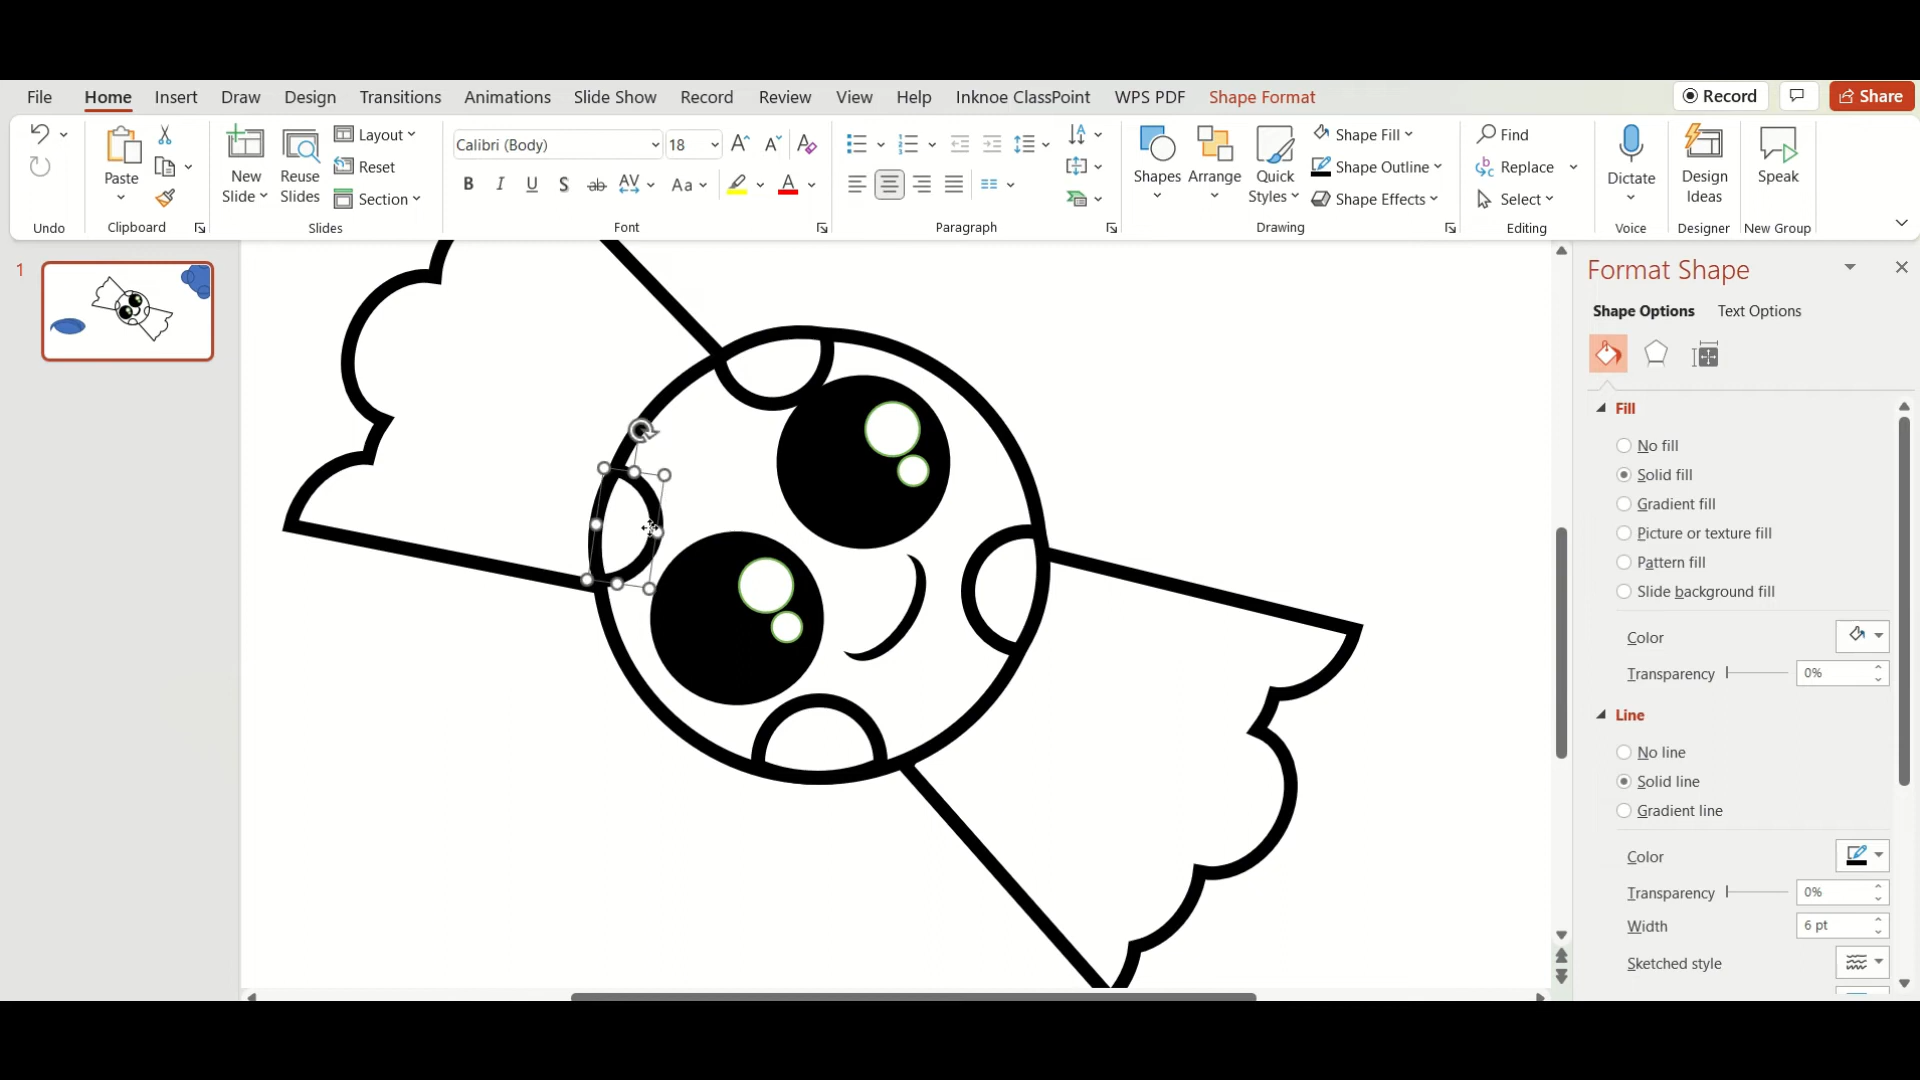 File Home Insert Draw Design Transitions Animations Slide Show Record Review View Help Inknoe ClassPoint WPS PDF Shape Format Record Share
Layout Calibri (Body) 18 Shape Fill Find
Paste New Slide Reuse Slides Reset Shapes Arrange Quick Styles Shape Outline Replace Dictate Design Ideas Speak
Section B I U S ab AV Aa A Shape Effects Select
Undo Clipboard Slides Font Paragraph Drawing Editing Voice Designer New Group
1
Format Shape
Shape Options Text Options
Fill
No fill
Solid fill
Gradient fill
Picture or texture fill
Pattern fill
Slide background fill
Color
Transparency 0%
Line
No line
Solid line
Gradient line
Color
Transparency 0%
Width 6 pt
Sketched style